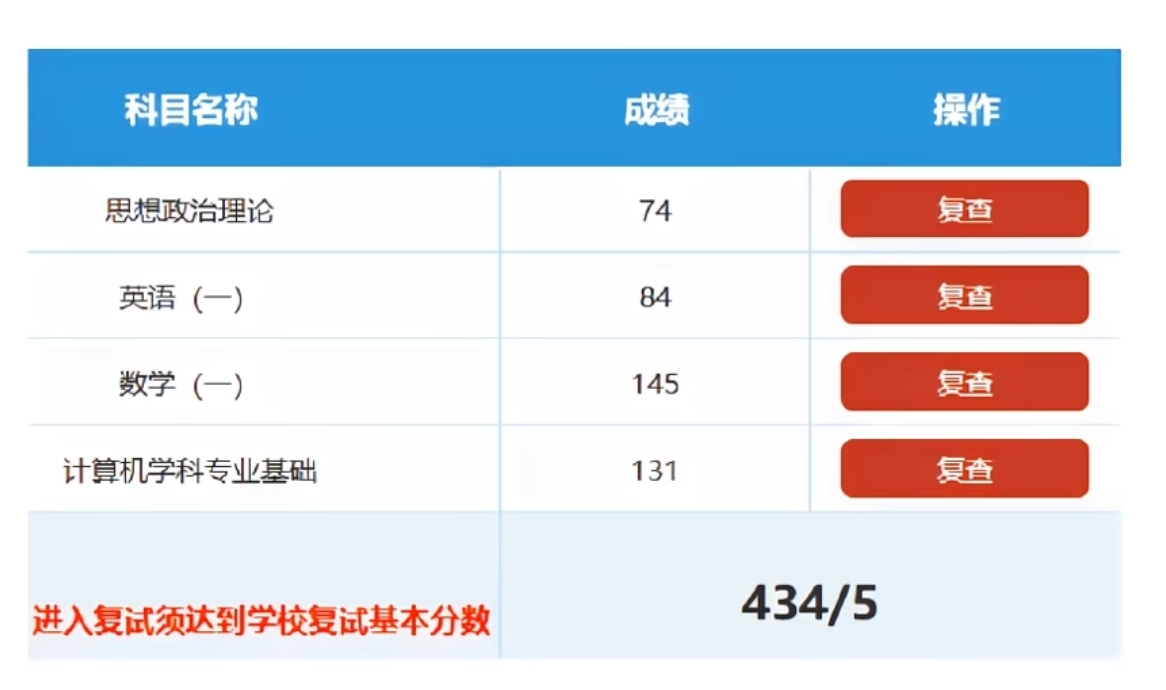 科目名称 成绩 操作
思想政治理论 74 复查
英语（一） 84 复查
数学（一） 145 复查
计算机学科专业基础 131 复查
进入复试须达到学校复试基本分数 434/5